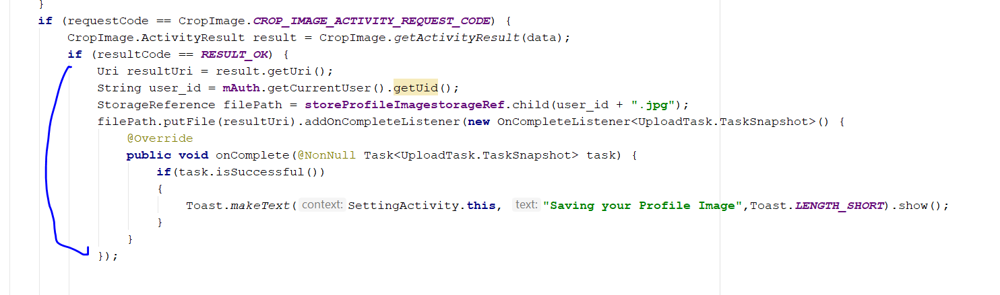 }
if (requestCode == CropImage.CROP_IMAGE_ACTIVITY_REQUEST_CODE) {
CropImage.ActivityResult result = CropImage.getActivityResult(data);
if (resultCode == RESULT_OK) {
Uri resultUri = result.getUri();
String user_id = mAuth.getCurrentUser().getUid();
StorageReference filePath = storeProfileImagestorageRef.child(user_id + ".jpg");
filePath.putFile(resultUri).addOnCompleteListener(new OnCompleteListener<UploadTask.TaskSnapshot>() {
@Override
public void onComplete(@NonNull Task<UploadTask.TaskSnapshot> task) {
if(task.isSuccessful())
{
Toast.makeText( context: SettingActivity.this, text: "Saving your Profile Image",Toast.LENGTH_SHORT).show();
}
}
});